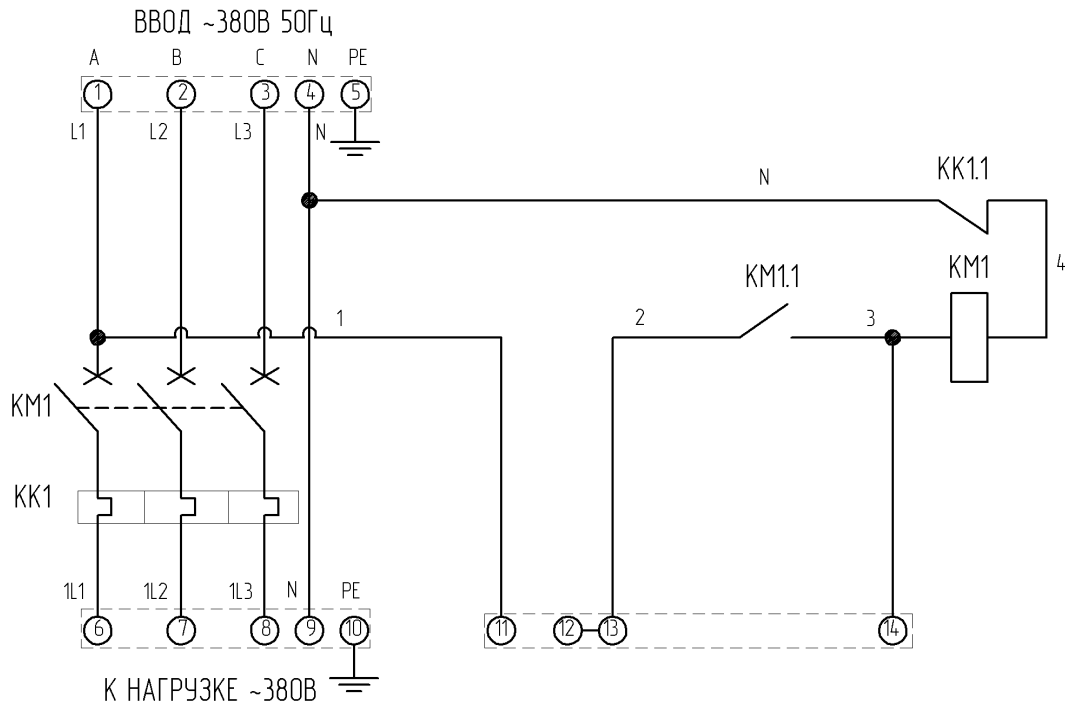 ВВОД ~380В 50Гц
A B C N PE
1 2 3 4 5
L1 L2 L3 N
N
KK1.1
KM1
4
KM1.1
1
2
3
KM1
KK1
1L1 1L2 1L3 N PE
6 7 8 9 10
11 12 13 14
К НАГРУЗКЕ ~380В